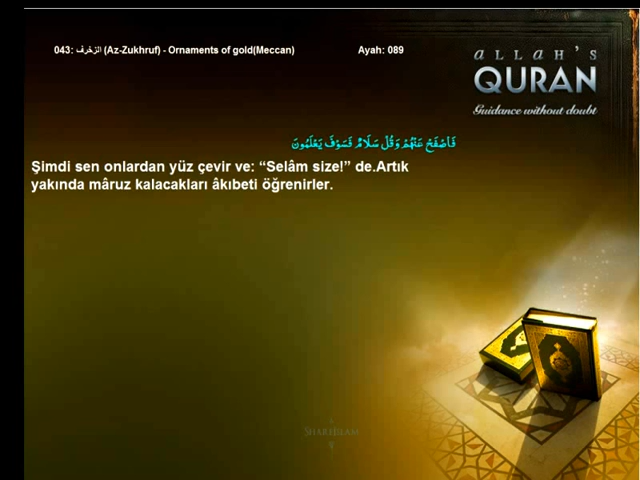 043: الزخرف (Az-Zukhruf) - Ornaments of gold(Meccan) Ayah: 089
ALLAH'S
QURAN
Guidance without doubt
فَاصْفَحْ عَنْهُمْ وَقُلْ سَلَامٌ فَسَوْفَ يَعْلَمُونَ
Şimdi sen onlardan yüz çevir ve: “Selâm size!” de.Artık
yakında mâruz kalacakları âkıbeti öğrenirler.
SHAREISLAM